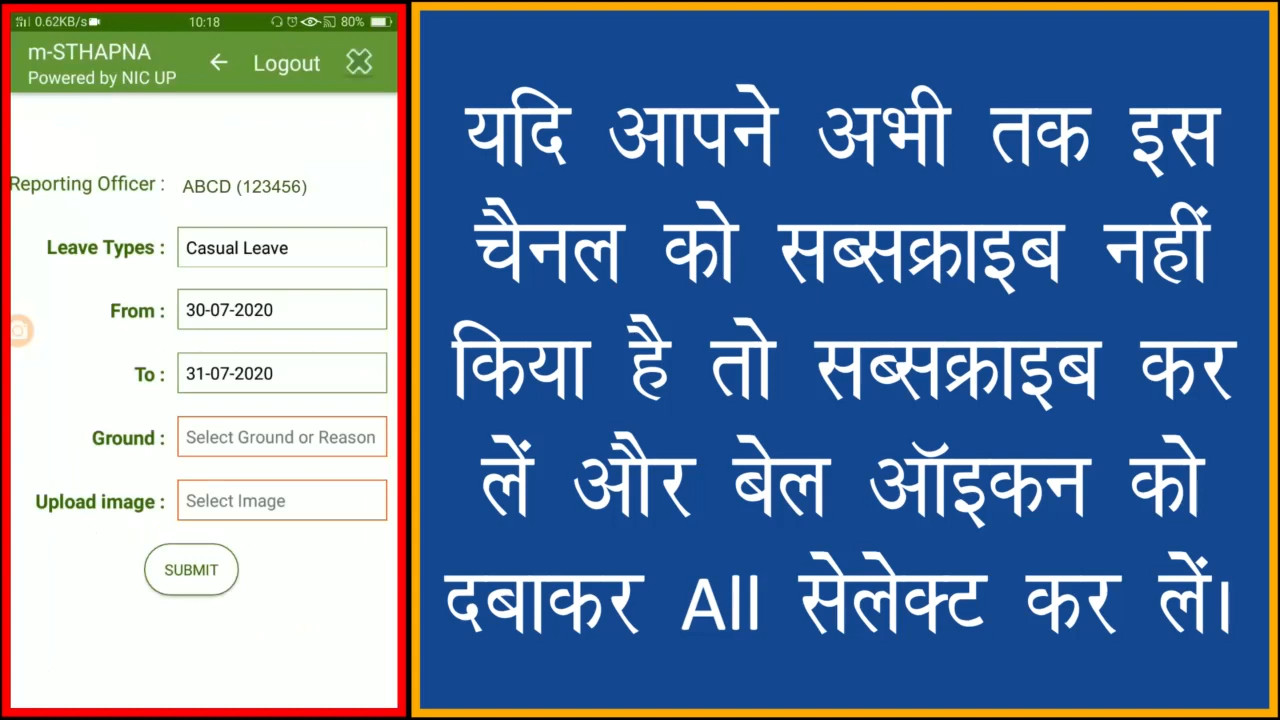 0.62KB/s 10:18 80%
m-STHAPNA
Powered by NIC UP
Logout
Reporting Officer : ABCD (123456)
Leave Types : Casual Leave
From : 30-07-2020
To : 31-07-2020
Ground : Select Ground or Reason
Upload image : Select Image
SUBMIT
यदि आपने अभी तक इस
चैनल को सब्सक्राइब नहीं
किया है तो सब्सक्राइब कर
लें और बेल ऑइकन को
दबाकर All सेलेक्ट कर लें।